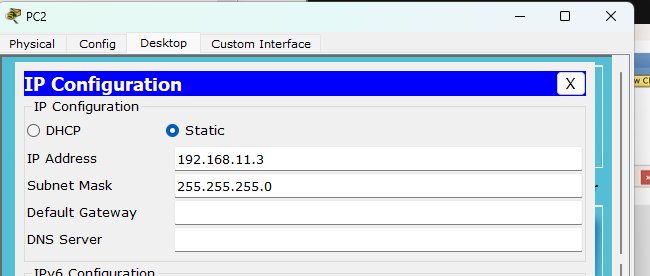 PC2
Physical Config Desktop Custom Interface
IP Configuration X
IP Configuration
DHCP Static
IP Address 192.168.11.3
Subnet Mask 255.255.255.0
Default Gateway
DNS Server
IPv6 Configuration